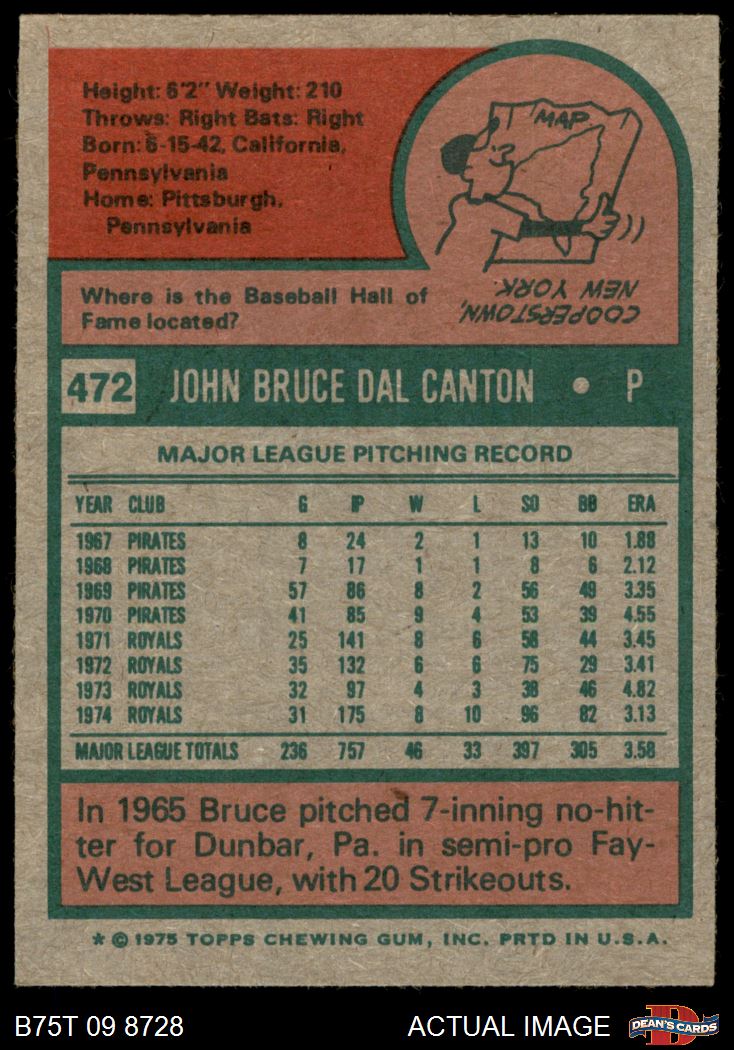 Height: 6'2" Weight: 210
Throws: Right Bats: Right
Born: 6-15-42, California,
Pennsylvania
Home: Pittsburgh,
Pennsylvania
MAP
Where is the Baseball Hall of
Fame located?
COOPERSTOWN,
NEW YORK.
472 JOHN BRUCE DAL CANTON • P
MAJOR LEAGUE PITCHING RECORD
YEAR CLUB G IP W L SO BB ERA
1967 PIRATES 8 24 2 1 13 10 1.88
1968 PIRATES 7 17 1 1 8 6 2.12
1969 PIRATES 57 86 8 2 56 49 3.35
1970 PIRATES 41 85 9 4 53 39 4.55
1971 ROYALS 25 141 8 6 58 44 3.45
1972 ROYALS 35 132 6 6 75 29 3.41
1973 ROYALS 32 97 4 3 38 46 4.82
1974 ROYALS 31 175 8 10 96 82 3.13
MAJOR LEAGUE TOTALS 236 757 46 33 397 305 3.58
In 1965 Bruce pitched 7-inning no-hit-
ter for Dunbar, Pa. in semi-pro Fay-
West League, with 20 Strikeouts.
* © 1975 TOPPS CHEWING GUM, INC. PRTD IN U.S.A.
B75T 09 8728 ACTUAL IMAGE DEAN'S CARDS